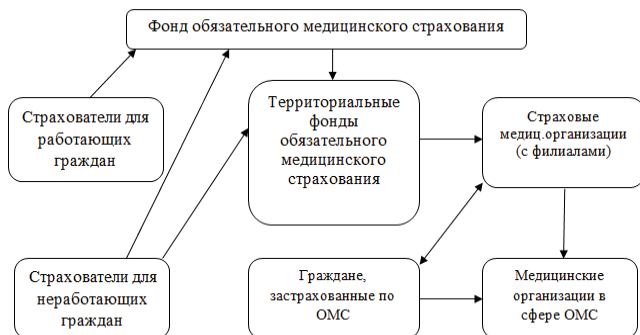 Фонд обязательного медицинского страхования
Территориальные
фонды
обязательного
медицинского
страхования
Страхователи для
работающих
граждан
Страховые
медиц.организации
(с филиалами)
Страхователи для
неработающих
граждан
Граждане,
застрахованные по
ОМС
Медицинские
организации в
сфере ОМС